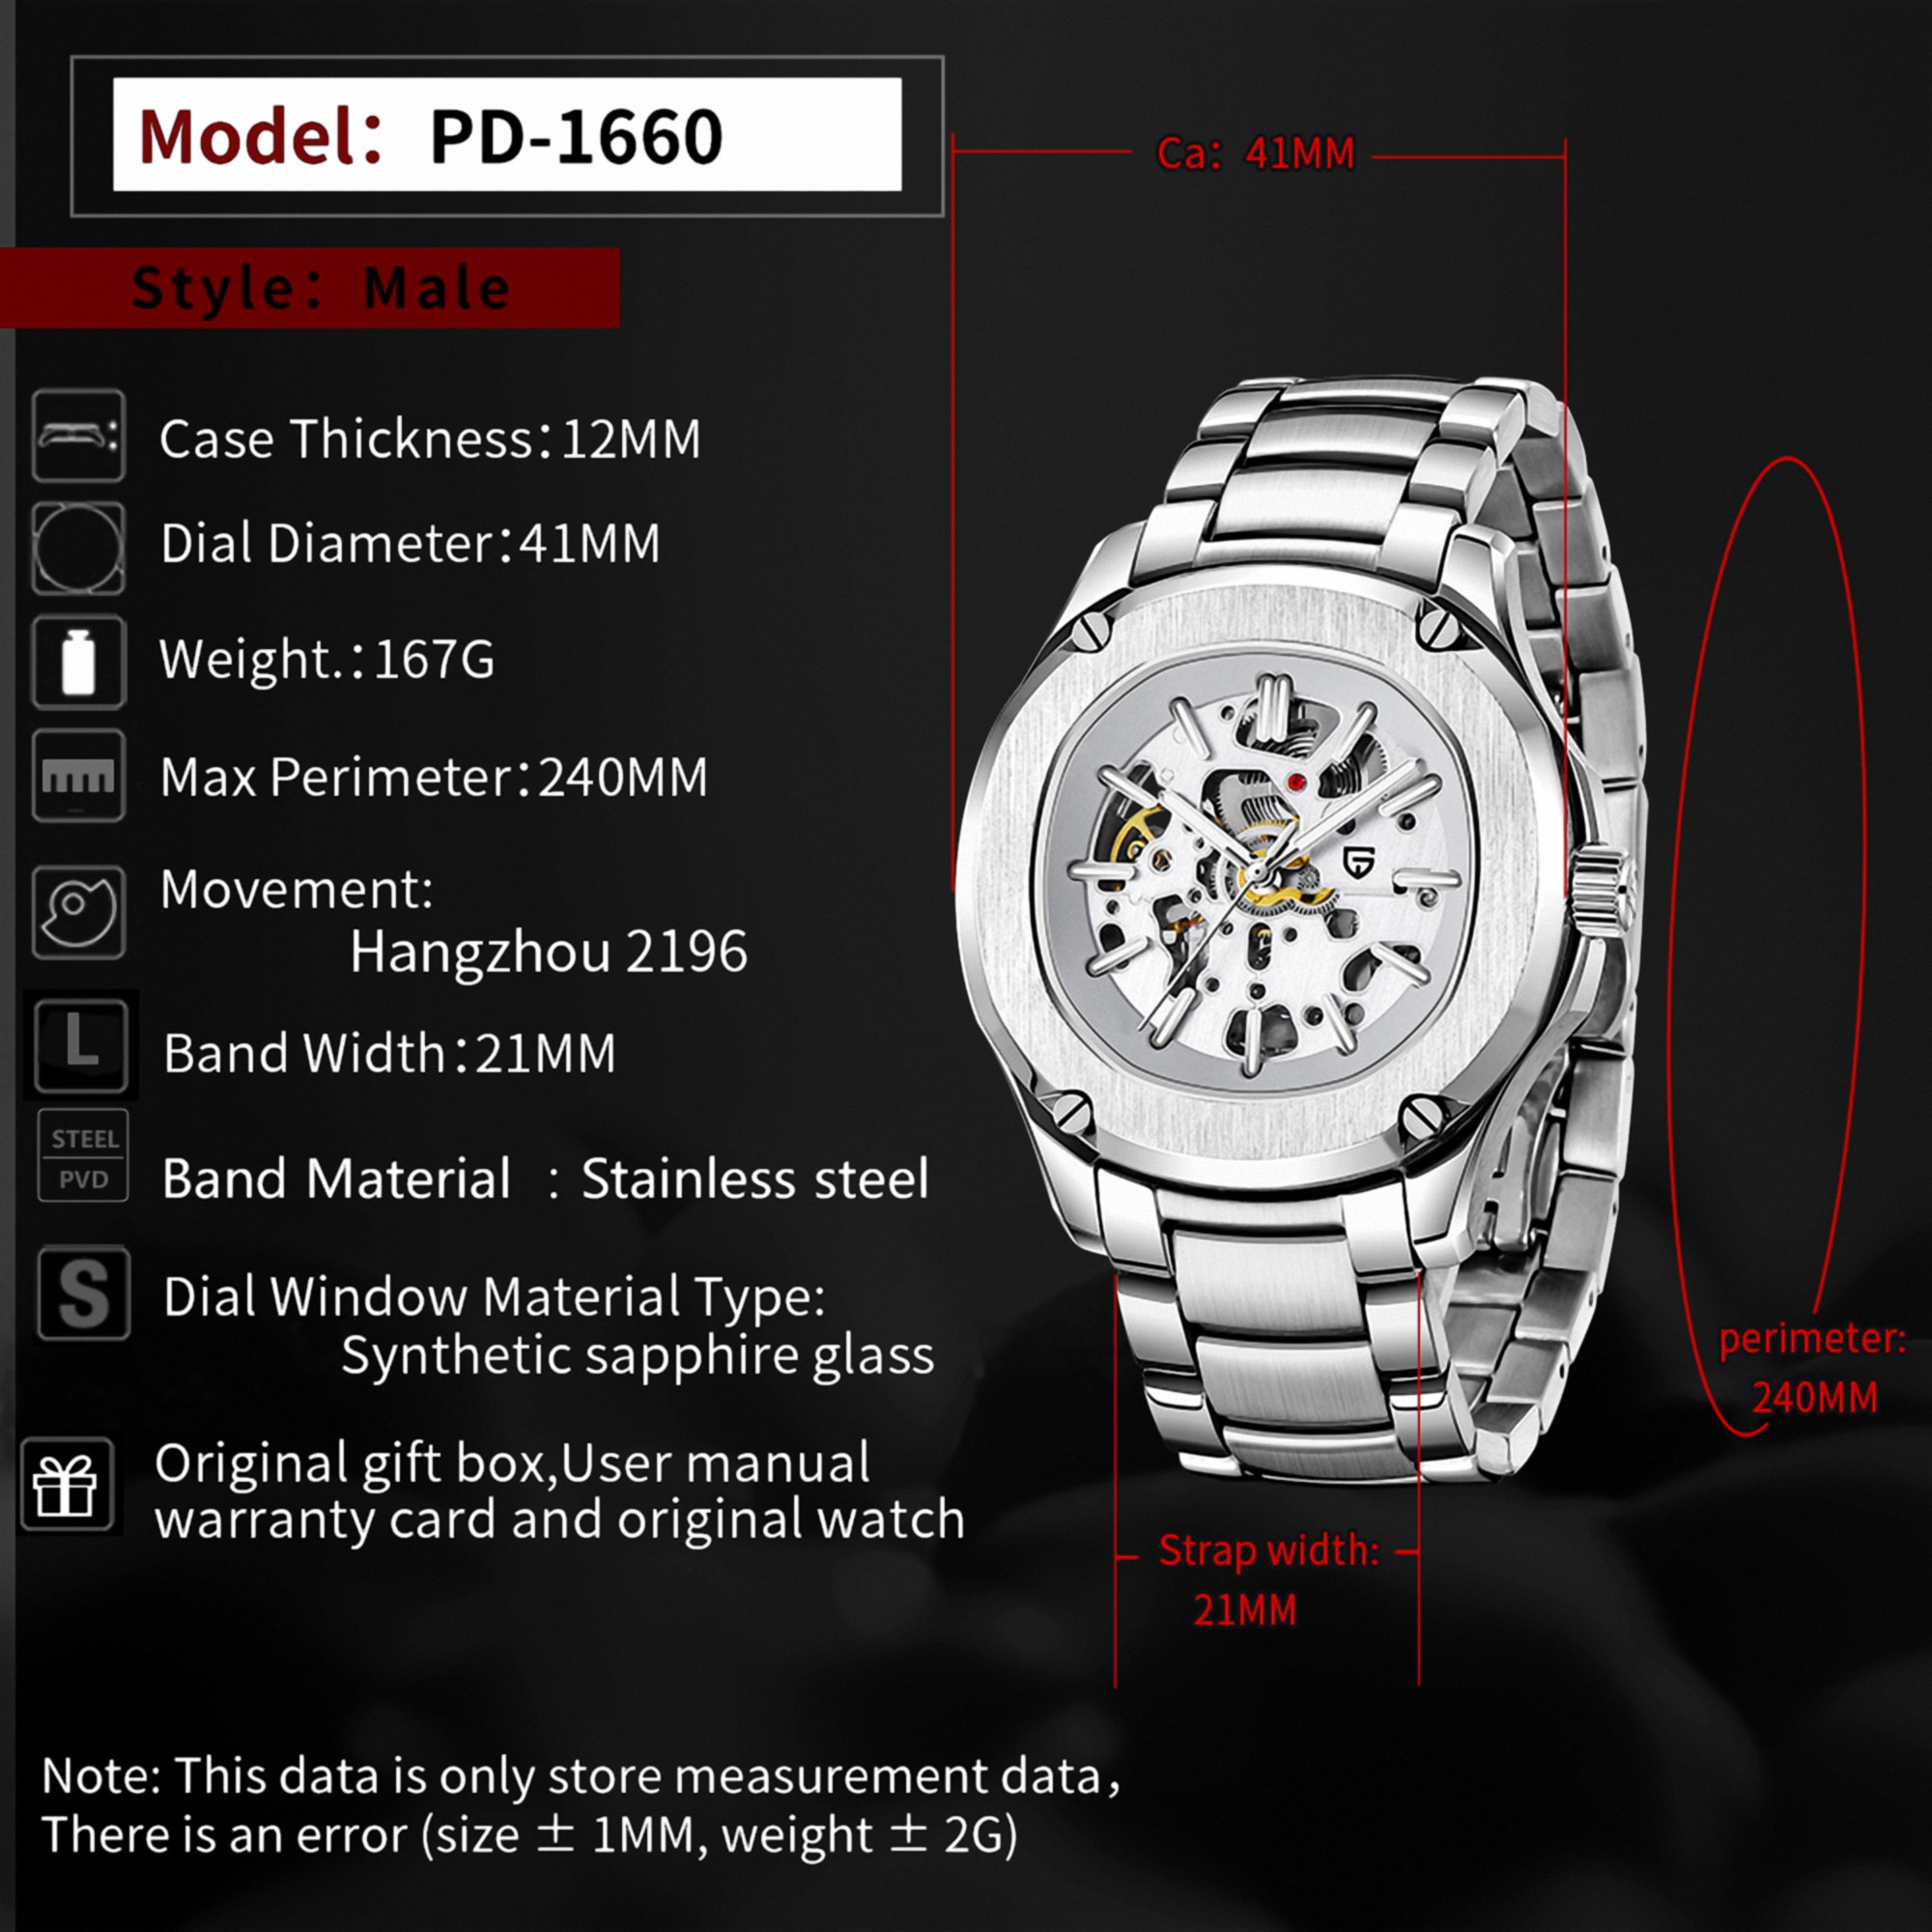 Model：PD-1660
Ca：41MM
Style：Male
Case Thickness：12MM
Dial Diameter：41MM
Weight.：167G
Max Perimeter：240MM
Movement:
Hangzhou 2196
L
Band Width：21MM
STEEL
PVD
Band Material ：Stainless steel
S
Dial Window Material Type:
Synthetic sapphire glass
Original gift box,User manual
warranty card and original watch
perimeter:
240MM
Strap width:
21MM
Note: This data is only store measurement data，
There is an error (size ± 1MM, weight ± 2G)